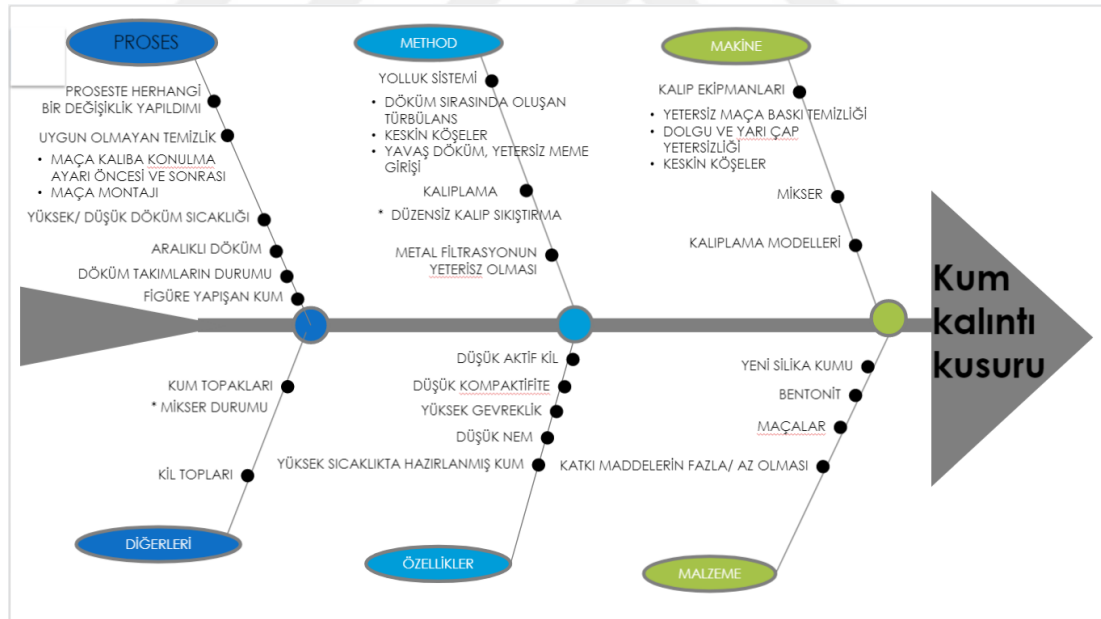 PROSES
PROSESTE HERHANGİ
BİR DEĞİŞİKLİK YAPILDIMI
UYGUN OLMAYAN TEMİZLİK
• MAÇA KALIBA KONULMA
AYARI ÖNCESİ VE SONRASI
• MAÇA MONTAJI
YÜKSEK/ DÜŞÜK DÖKÜM SICAKLIĞI
ARALIKLI DÖKÜM
DÖKÜM TAKIMLARIN DURUMU
FİGÜRE YAPIŞAN KUM
METHOD
YOLLUK SİSTEMİ
• DÖKÜM SIRASINDA OLUŞAN
TÜRBÜLANS
• KESKİN KÖŞELER
• YAVAŞ DÖKÜM, YETERSİZ MEME
GİRİŞİ
KALIPLAMA
* DÜZENSİZ KALIP SIKIŞTIRMA
METAL FİLTRASYONUN
YETERİSZ OLMASI
MAKİNE
KALIP EKİPMANLARI
• YETERSİZ MAÇA BASKI TEMİZLİĞİ
• DOLGU VE YARI ÇAP
YETERSİZLİĞİ
• KESKİN KÖŞELER
MİKSER
KALIPLAMA MODELLERİ
Kum
kalıntı
kusuru
KUM TOPAKLARI
* MİKSER DURUMU
KİL TOPLARI
DİĞERLERİ
DÜŞÜK AKTİF KİL
DÜŞÜK KOMPAKTİFİTE
YÜKSEK GEVREKLİK
DÜŞÜK NEM
YÜKSEK SICAKLIKTA HAZIRLANMIŞ KUM
ÖZELLİKLER
YENİ SİLİKA KUMU
BENTONİT
MAÇALAR
KATKI MADDELERİN FAZLA/ AZ OLMASI
MALZEME